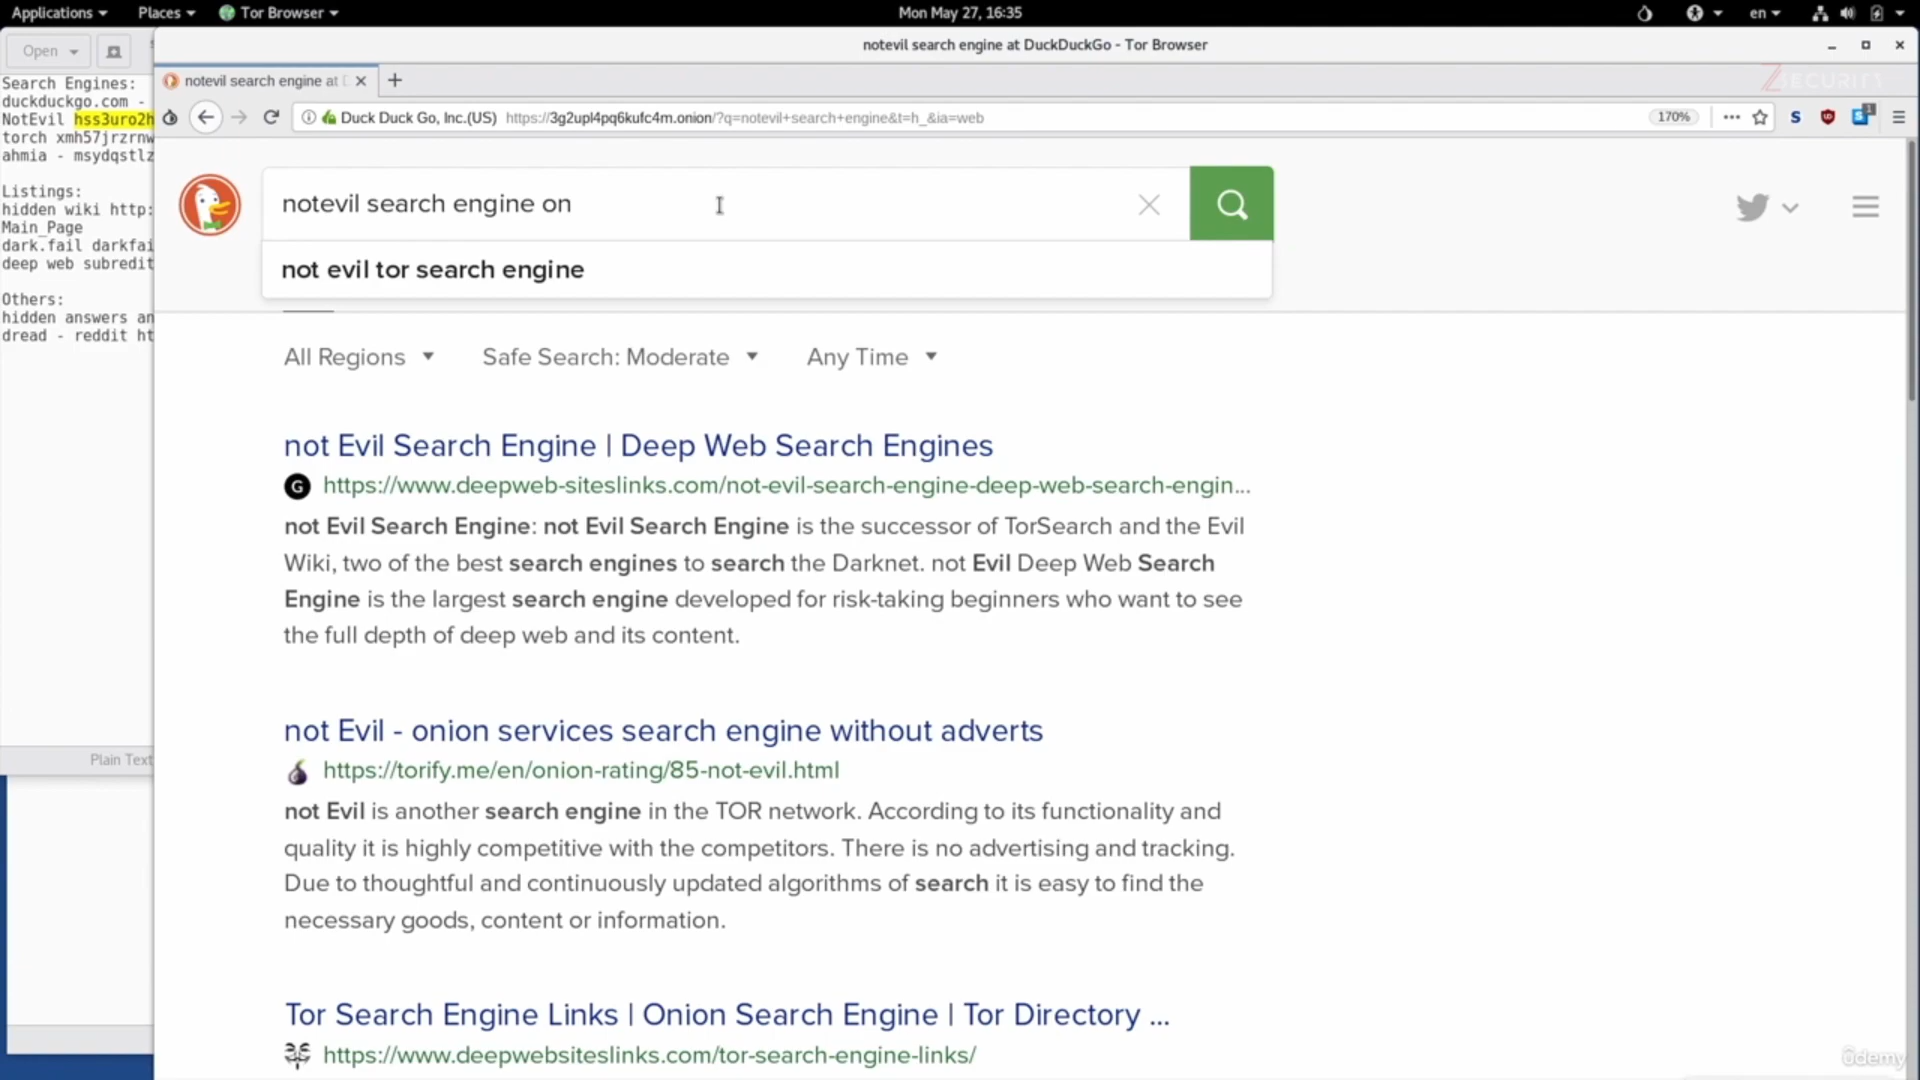 Applications Places Tor Browser Mon May 27, 16:35 en
notevil search engine at DuckDuckGo - Tor Browser
Open
notevil search engine at
ZSECURITY
Duck Duck Go, Inc.(US) https://3g2upl4pq6kufc4m.onion/?q=notevil+search+engine&t=h_&ia=web 170%
Search Engines:
duckduckgo.com -
NotEvil hss3uro2h
torch xmh57jrzrnw
ahmia - msydqstlz
Listings:
hidden wiki http:
Main_Page
dark.fail darkfai
deep web subredit
Others:
hidden answers an
dread - reddit ht
Plain Text
notevil search engine on
not evil tor search engine
All Regions Safe Search: Moderate Any Time
not Evil Search Engine | Deep Web Search Engines
https://www.deepweb-siteslinks.com/not-evil-search-engine-deep-web-search-engin...
not Evil Search Engine: not Evil Search Engine is the successor of TorSearch and the Evil
Wiki, two of the best search engines to search the Darknet. not Evil Deep Web Search
Engine is the largest search engine developed for risk-taking beginners who want to see
the full depth of deep web and its content.
not Evil - onion services search engine without adverts
https://torify.me/en/onion-rating/85-not-evil.html
not Evil is another search engine in the TOR network. According to its functionality and
quality it is highly competitive with the competitors. There is no advertising and tracking.
Due to thoughtful and continuously updated algorithms of search it is easy to find the
necessary goods, content or information.
Tor Search Engine Links | Onion Search Engine | Tor Directory ...
https://www.deepwebsiteslinks.com/tor-search-engine-links/
ûdemy